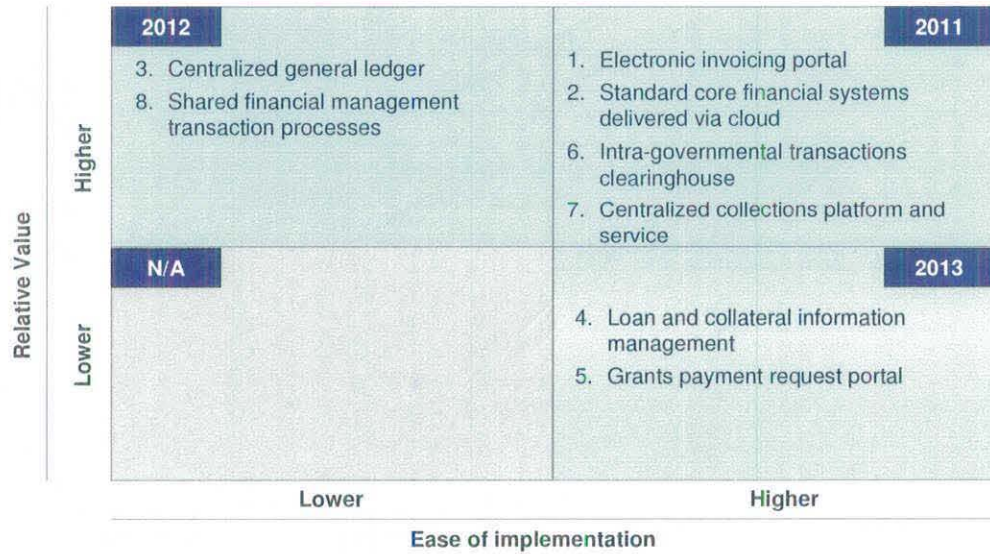 2012
3. Centralized general ledger
8. Shared financial management
transaction processes
2011
1. Electronic invoicing portal
2. Standard core financial systems
delivered via cloud
6. Intra-governmental transactions
clearinghouse
7. Centralized collections platform and
service
N/A
2013
4. Loan and collateral information
management
5. Grants payment request portal
Relative Value
Higher
Lower
Lower
Higher
Ease of implementation